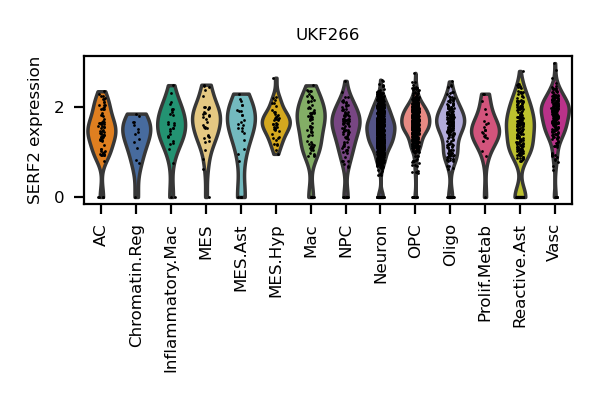 UKF266
SERF2 expression
2
0
AC
Chromatin.Reg
Inflammatory.Mac
MES
MES.Ast
MES.Hyp
Mac
NPC
Neuron
OPC
Oligo
Prolif.Metab
Reactive.Ast
Vasc